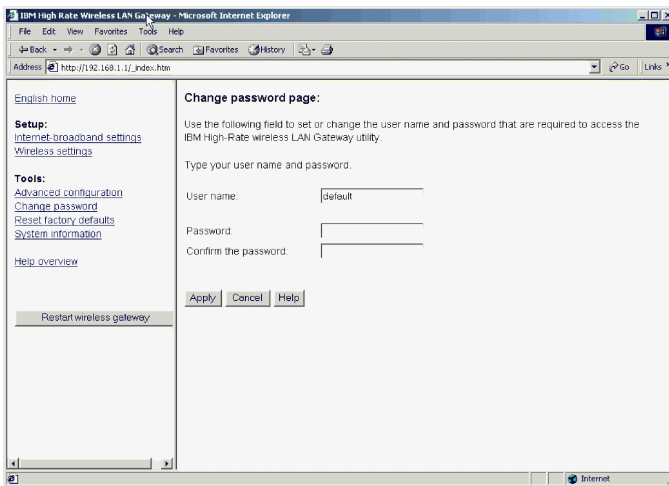 IBM High Rate Wireless LAN Gateway - Microsoft Internet Explorer
File Edit View Favorites Tools Help
Back Search Favorites History
Address http://192.168.1.1/_index.htm Go Links
English home
Setup:
Internet-broadband settings
Wireless settings
Tools:
Advanced configuration
Change password
Reset factory defaults
System information
Help overview
Restart wireless gateway
Change password page:
Use the following field to set or change the user name and password that are required to access the
IBM High-Rate wireless LAN Gateway utility.
Type your user name and password.
User name: default
Password:
Confirm the password:
Apply Cancel Help
Internet